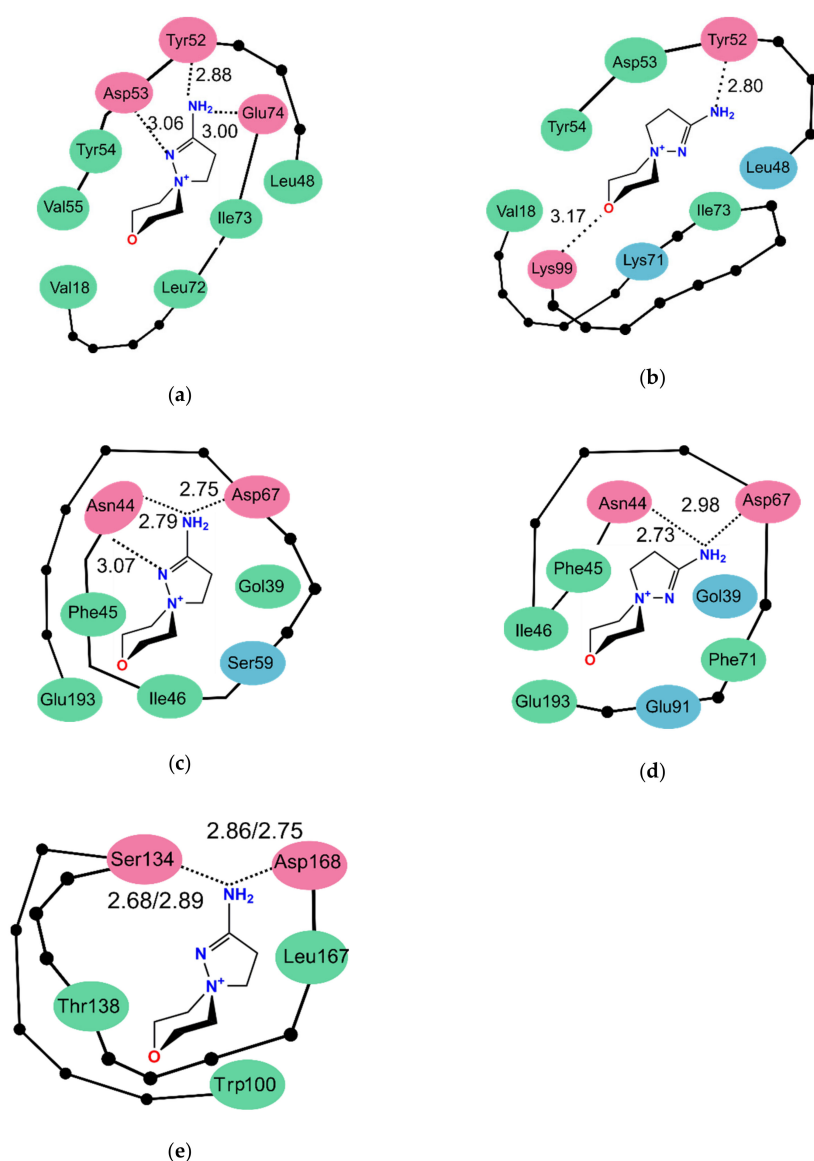 Tyr52
2.88
Asp53
NH2
Glu74
3.06
3.00
Tyr54
N
N+
Leu48
Val55
Ile73
O
Val18
Leu72
(a)
Tyr52
Asp53
2.80
NH2
Tyr54
N+
N
Leu48
Val18
O
Ile73
3.17
Lys99
Lys71
(b)
2.75
Asp67
Asn44
2.79
NH2
3.07
N
Gol39
N+
Phe45
O
Ser59
Glu193
Ile46
(c)
Asn44
2.98
Asp67
2.73
NH2
Phe45
N+
N
Gol39
Ile46
O
Phe71
Glu193
Glu91
(d)
2.86/2.75
Ser134
Asp168
2.68/2.89
NH2
N
Leu167
N+
Thr138
O
Trp100
(e)